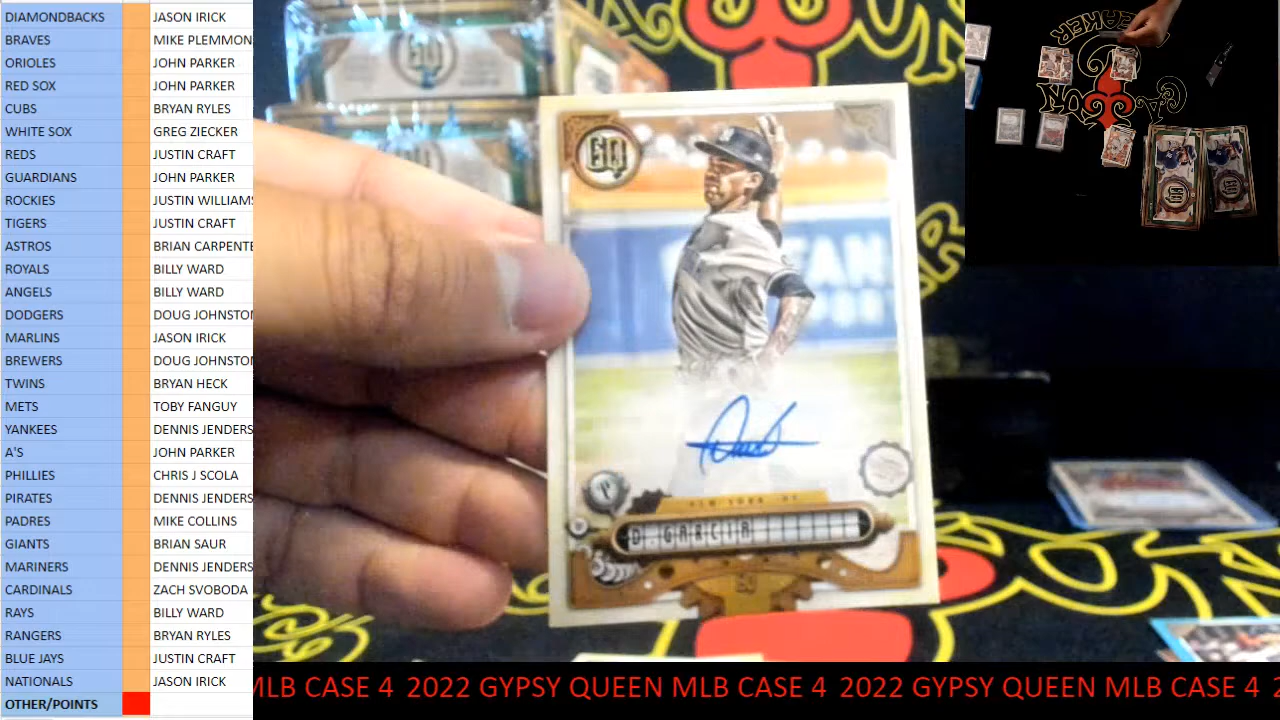 DIAMONDBACKS JASON IRICK
BRAVES MIKE PLEMMON
ORIOLES JOHN PARKER
RED SOX JOHN PARKER
CUBS BRYAN RYLES
WHITE SOX GREG ZIECKER
REDS JUSTIN CRAFT
GUARDIANS JOHN PARKER
ROCKIES JUSTIN WILLIAMS
TIGERS JUSTIN CRAFT
ASTROS BRIAN CARPENTE
ROYALS BILLY WARD
ANGELS BILLY WARD
DODGERS DOUG JOHNSTON
MARLINS JASON IRICK
BREWERS DOUG JOHNSTON
TWINS BRYAN HECK
METS TOBY FANGUY
YANKEES DENNIS JENDERS
A'S JOHN PARKER
PHILLIES CHRIS J SCOLA
PIRATES DENNIS JENDERS
PADRES MIKE COLLINS
GIANTS BRIAN SAUR
MARINERS DENNIS JENDERS
CARDINALS ZACH SVOBODA
RAYS BILLY WARD
RANGERS BRYAN RYLES
BLUE JAYS JUSTIN CRAFT
NATIONALS JASON IRICK
OTHER/POINTS
GQ
P
D.GARCIA
MLB CASE 4 2022 GYPSY QUEEN MLB CASE 4 2022 GYPSY QUEEN MLB CASE 4 2